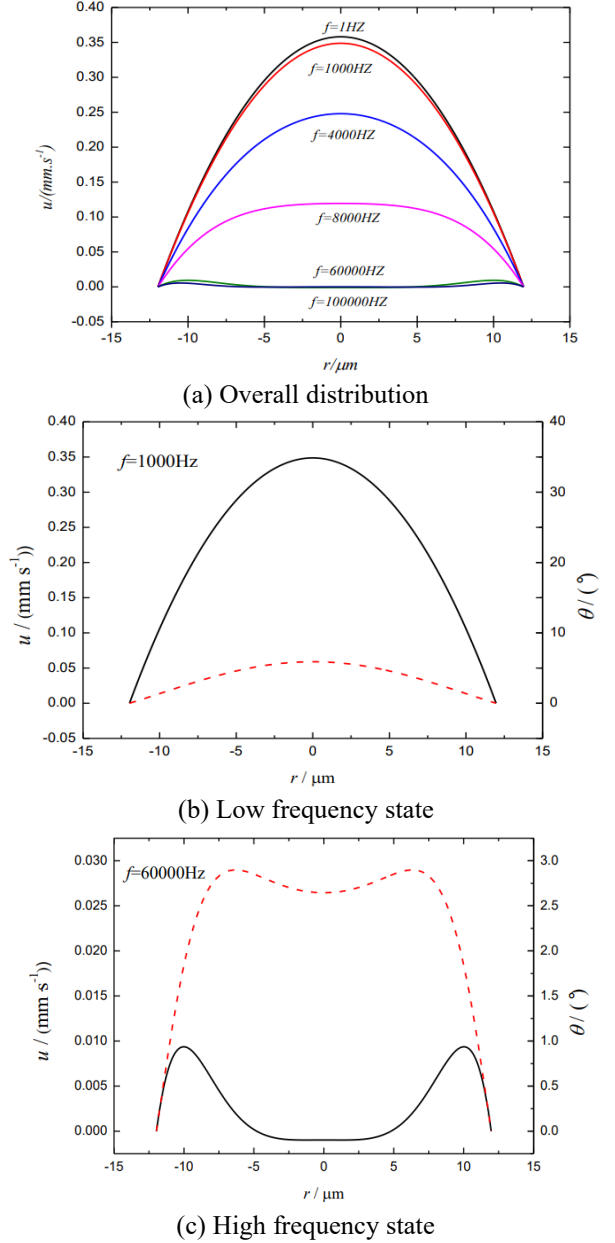 0.40
0.35
0.30
0.25
0.20
0.15
0.10
0.05
0.00
-0.05
u/(mm.s-1)
f=1HZ
f=1000HZ
f=4000HZ
f=8000HZ
f=60000HZ
f=100000HZ
-15 -10 -5 0 5 10 15
r/μm
(a) Overall distribution
0.40
0.35
0.30
0.25
0.20
0.15
0.10
0.05
0.00
-0.05
u / (mm s-1))
f=1000Hz
40
30
20
10
0
θ / (°)
-15 -10 -5 0 5 10 15
r / μm
(b) Low frequency state
0.030
0.025
0.020
0.015
0.010
0.005
0.000
u / (mm s-1))
f=60000Hz
3.0
2.5
2.0
1.5
1.0
0.5
0.0
θ / (°)
-15 -10 -5 0 5 10 15
r / μm
(c) High frequency state